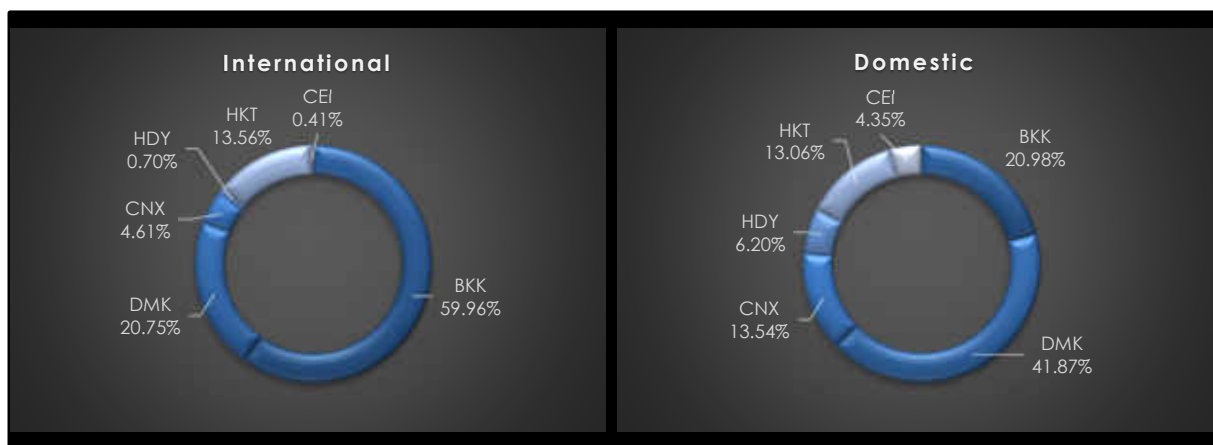 International
CEI
0.41%
HKT
13.56%
HDY
0.70%
CNX
4.61%
DMK
20.75%
BKK
59.96%
Domestic
CEI
4.35%
BKK
20.98%
HKT
13.06%
HDY
6.20%
CNX
13.54%
DMK
41.87%